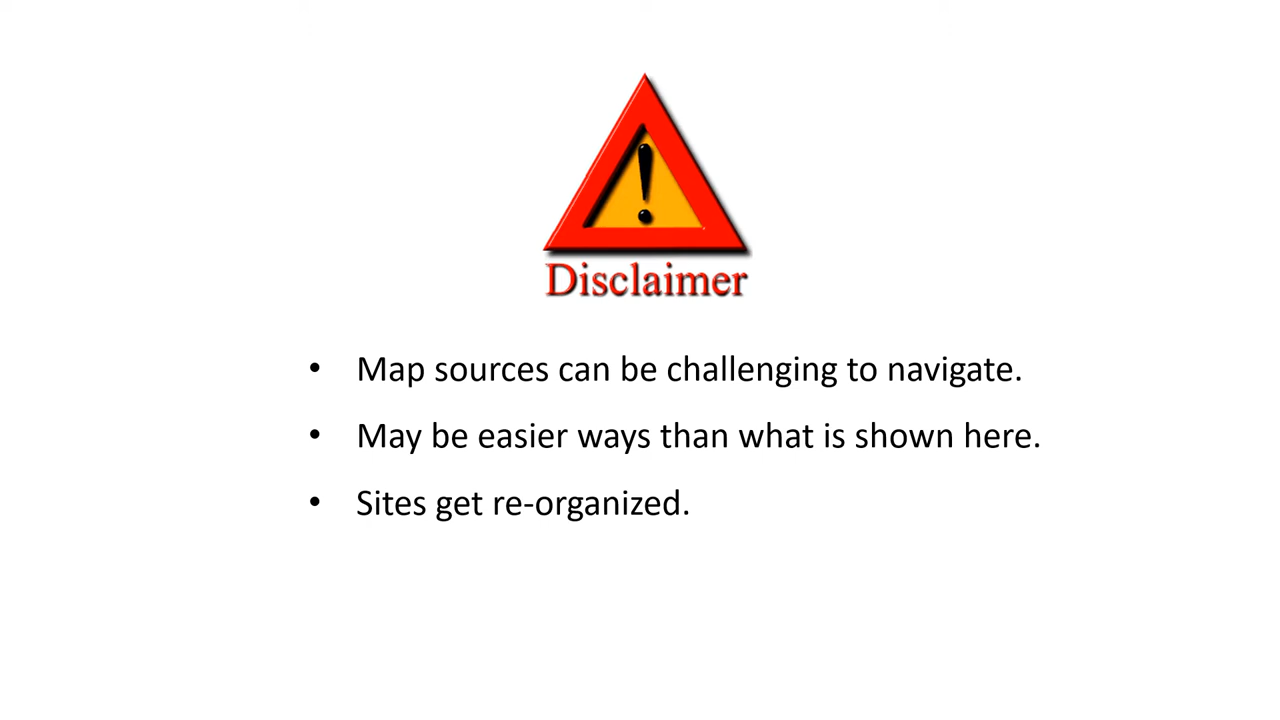 !
Disclaimer
• Map sources can be challenging to navigate.
• May be easier ways than what is shown here.
• Sites get re-organized.